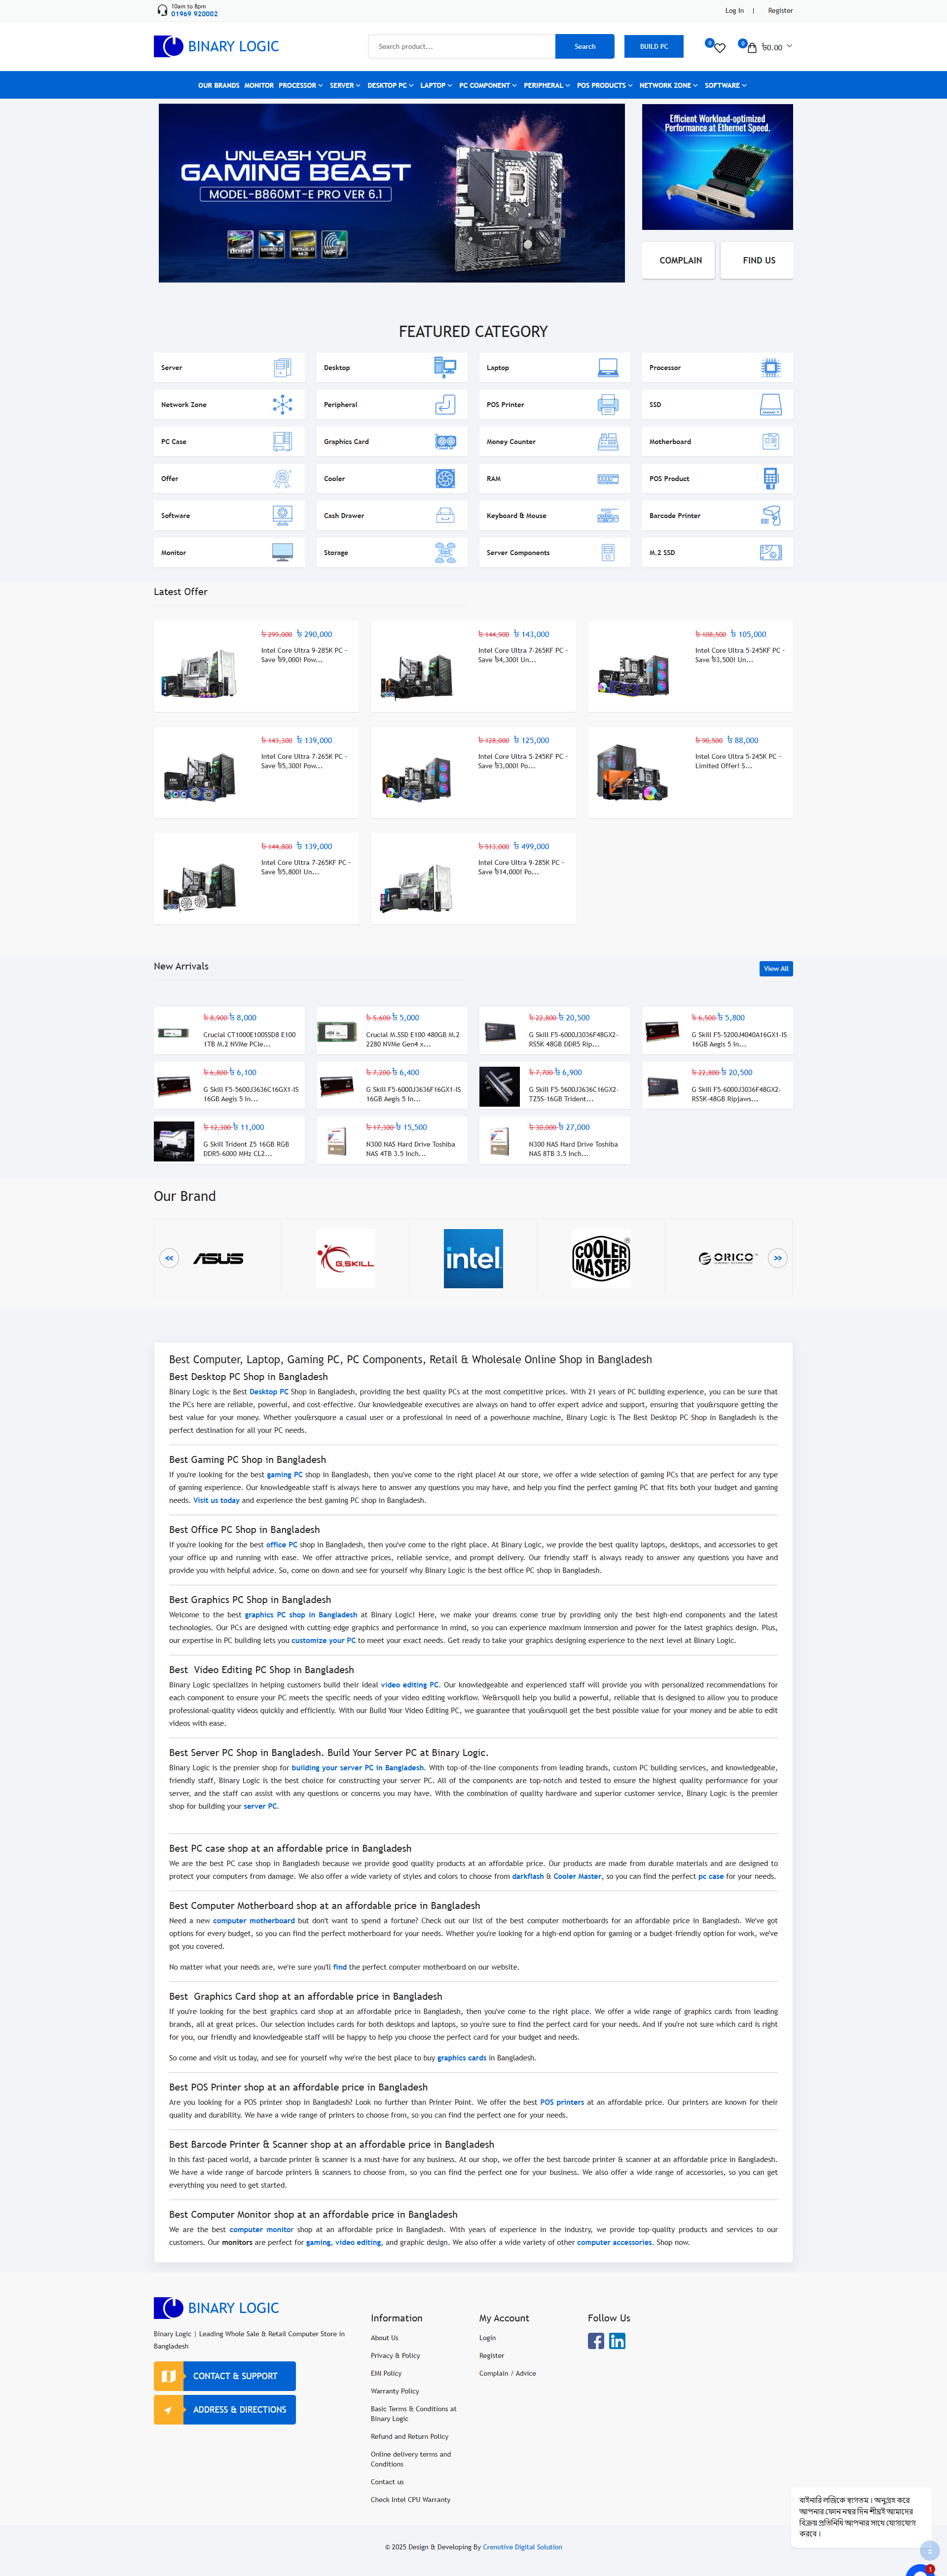 10am to 8pm
01969 920002
Log In | Register
BINARY LOGIC
Search product...
Search
BUILD PC
0
0
৳0.00
OUR BRANDS MONITOR PROCESSOR SERVER DESKTOP PC LAPTOP PC COMPONENT PERIPHERAL POS PRODUCTS NETWORK ZONE SOFTWARE
UNLEASH YOUR
GAMING BEAST
MODEL-B860MT-E PRO VER 6.1
Efficient Workload-optimized
Performance at Ethernet Speed.
COMPLAIN
FIND US
FEATURED CATEGORY
Server
Desktop
Laptop
Processor
Network Zone
Peripheral
POS Printer
SSD
PC Case
Graphics Card
Money Counter
Motherboard
Offer
Cooler
RAM
POS Product
Software
Cash Drawer
Keyboard & Mouse
Barcode Printer
Monitor
Storage
Server Components
M.2 SSD
Latest Offer
৳ 299,000 ৳ 290,000
Intel Core Ultra 9-285K PC –
Save ৳9,000! Pow...
৳ 144,900 ৳ 143,000
Intel Core Ultra 7-265KF PC –
Save ৳4,300! Un...
৳ 108,500 ৳ 105,000
Intel Core Ultra 5-245KF PC –
Save ৳3,500! Un...
৳ 143,300 ৳ 139,000
Intel Core Ultra 7-265K PC –
Save ৳5,300! Pow...
৳ 128,000 ৳ 125,000
Intel Core Ultra 5-245KF PC –
Save ৳3,000! Po...
৳ 90,500 ৳ 88,000
Intel Core Ultra 5-245K PC –
Limited Offer! S...
৳ 144,800 ৳ 139,000
Intel Core Ultra 7-265KF PC –
Save ৳5,800! Un...
৳ 513,000 ৳ 499,000
Intel Core Ultra 9-285K PC –
Save ৳14,000! Po...
New Arrivals
View All
৳ 8,900 ৳ 8,000
Crucial CT1000E100SSD8 E100
1TB M.2 NVMe PCIe...
৳ 5,600 ৳ 5,000
Crucial M.SSD E100 480GB M.2
2280 NVMe Gen4 x...
৳ 22,800 ৳ 20,500
G Skill F5-6000J3036F48GX2-
RS5K 48GB DDR5 Rip...
৳ 6,500 ৳ 5,800
G Skill F5-5200J4040A16GX1-IS
16GB Aegis 5 In...
৳ 6,800 ৳ 6,100
G Skill F5-5600J3636C16GX1-IS
16GB Aegis 5 In...
৳ 7,200 ৳ 6,400
G Skill F5-6000J3636F16GX1-IS
16GB Aegis 5 In...
৳ 7,700 ৳ 6,900
G Skill F5-5600J3636C16GX2-
TZ5S-16GB Trident...
৳ 22,800 ৳ 20,500
G Skill F5-6000J3036F48GX2-
RS5K-48GB Ripjaws...
৳ 12,300 ৳ 11,000
G Skill Trident Z5 16GB RGB
DDR5-6000 MHz CL2...
৳ 17,300 ৳ 15,500
N300 NAS Hard Drive Toshiba
NAS 4TB 3.5 Inch...
৳ 30,000 ৳ 27,000
N300 NAS Hard Drive Toshiba
NAS 8TB 3.5 Inch...
Our Brand
<<
ASUS
G.SKILL
intel
COOLER MASTER
ORICO
>>
Best Computer, Laptop, Gaming PC, PC Components, Retail & Wholesale Online Shop in Bangladesh
Best Desktop PC Shop in Bangladesh
Binary Logic is the Best Desktop PC Shop in Bangladesh, providing the best quality PCs at the most competitive prices. With 21 years of PC building experience, you can be sure that
the PCs here are reliable, powerful, and cost-effective. Our knowledgeable executives are always on hand to offer expert advice and support, ensuring that you&rsquore getting the
best value for your money. Whether you&rsquore a casual user or a professional in need of a powerhouse machine, Binary Logic is The Best Desktop PC Shop in Bangladesh is the
perfect destination for all your PC needs.
Best Gaming PC Shop in Bangladesh
If you're looking for the best gaming PC shop in Bangladesh, then you've come to the right place! At our store, we offer a wide selection of gaming PCs that are perfect for any type
of gaming experience. Our knowledgeable staff is always here to answer any questions you may have, and help you find the perfect gaming PC that fits both your budget and gaming
needs. Visit us today and experience the best gaming PC shop in Bangladesh.
Best Office PC Shop in Bangladesh
If you're looking for the best office PC shop in Bangladesh, then you've come to the right place. At Binary Logic, we provide the best quality laptops, desktops, and accessories to get
your office up and running with ease. We offer attractive prices, reliable service, and prompt delivery. Our friendly staff is always ready to answer any questions you have and
provide you with helpful advice. So, come on down and see for yourself why Binary Logic is the best office PC shop in Bangladesh.
Best Graphics PC Shop in Bangladesh
Welcome to the best graphics PC shop in Bangladesh at Binary Logic! Here, we make your dreams come true by providing only the best high-end components and the latest
technologies. Our PCs are designed with cutting-edge graphics and performance in mind, so you can experience maximum immersion and power for the latest graphics design. Plus,
our expertise in PC building lets you customize your PC to meet your exact needs. Get ready to take your graphics designing experience to the next level at Binary Logic.
Best  Video Editing PC Shop in Bangladesh
Binary Logic specializes in helping customers build their ideal video editing PC. Our knowledgeable and experienced staff will provide you with personalized recommendations for
each component to ensure your PC meets the specific needs of your video editing workflow. We&rsquoll help you build a powerful, reliable that is designed to allow you to produce
professional-quality videos quickly and efficiently. With our Build Your Video Editing PC, we guarantee that you&rsquoll get the best possible value for your money and be able to edit
videos with ease.
Best Server PC Shop in Bangladesh. Build Your Server PC at Binary Logic.
Binary Logic is the premier shop for building your server PC in Bangladesh. With top-of-the-line components from leading brands, custom PC building services, and knowledgeable,
friendly staff, Binary Logic is the best choice for constructing your server PC. All of the components are top-notch and tested to ensure the highest quality performance for your
server, and the staff can assist with any questions or concerns you may have. With the combination of quality hardware and superior customer service, Binary Logic is the premier
shop for building your server PC.
Best PC case shop at an affordable price in Bangladesh
We are the best PC case shop in Bangladesh because we provide good quality products at an affordable price. Our products are made from durable materials and are designed to
protect your computers from damage. We also offer a wide variety of styles and colors to choose from darkflash & Cooler Master, so you can find the perfect pc case for your needs.
Best Computer Motherboard shop at an affordable price in Bangladesh
Need a new computer motherboard but don't want to spend a fortune? Check out our list of the best computer motherboards for an affordable price in Bangladesh. We've got
options for every budget, so you can find the perfect motherboard for your needs. Whether you're looking for a high-end option for gaming or a budget-friendly option for work, we've
got you covered.
No matter what your needs are, we're sure you'll find the perfect computer motherboard on our website.
Best  Graphics Card shop at an affordable price in Bangladesh
If you're looking for the best graphics card shop at an affordable price in Bangladesh, then you've come to the right place. We offer a wide range of graphics cards from leading
brands, all at great prices. Our selection includes cards for both desktops and laptops, so you're sure to find the perfect card for your needs. And if you're not sure which card is right
for you, our friendly and knowledgeable staff will be happy to help you choose the perfect card for your budget and needs.
So come and visit us today, and see for yourself why we're the best place to buy graphics cards in Bangladesh.
Best POS Printer shop at an affordable price in Bangladesh
Are you looking for a POS printer shop in Bangladesh? Look no further than Printer Point. We offer the best POS printers at an affordable price. Our printers are known for their
quality and durability. We have a wide range of printers to choose from, so you can find the perfect one for your needs.
Best Barcode Printer & Scanner shop at an affordable price in Bangladesh
In this fast-paced world, a barcode printer & scanner is a must-have for any business. At our shop, we offer the best barcode printer & scanner at an affordable price in Bangladesh.
We have a wide range of barcode printers & scanners to choose from, so you can find the perfect one for your business. We also offer a wide range of accessories, so you can get
everything you need to get started.
Best Computer Monitor shop at an affordable price in Bangladesh
We are the best computer monitor shop at an affordable price in Bangladesh. With years of experience in the industry, we provide top-quality products and services to our
customers. Our monitors are perfect for gaming, video editing, and graphic design. We also offer a wide variety of other computer accessories. Shop now.
BINARY LOGIC
Binary Logic | Leading Whole Sale & Retail Computer Store in
Bangladesh
CONTACT & SUPPORT
ADDRESS & DIRECTIONS
Information
About Us
Privacy & Policy
EMI Policy
Warranty Policy
Basic Terms & Conditions at
Binary Logic
Refund and Return Policy
Online delivery terms and
Conditions
Contact us
Check Intel CPU Warranty
My Account
Login
Register
Complain / Advice
Follow Us
বাইনারি লজিকে স্বাগতম। অনুগ্রহ করে
আপনার ফোন নম্বর দিন শীঘ্রই আমাদের
বিক্রয় প্রতিনিধি আপনার সাথে যোগাযোগ
করবে।
© 2025 Design & Developing By Crenotive Digital Solution
1